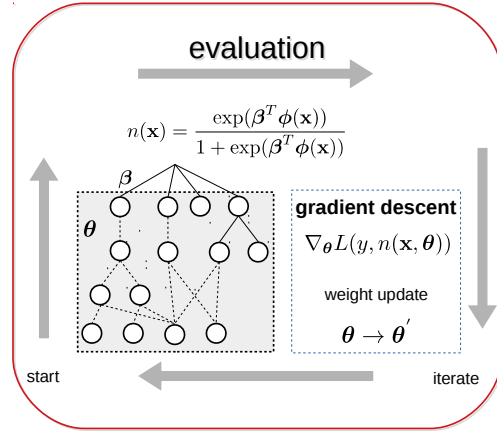 evaluation
n(𝐱) = exp(𝜷^T 𝝓(𝐱)) / 1 + exp(𝜷^T 𝝓(𝐱))
𝜷
𝜽
gradient descent
∇_𝜽 L(y, n(𝐱, 𝜽))
weight update
𝜽 → 𝜽′
start
iterate